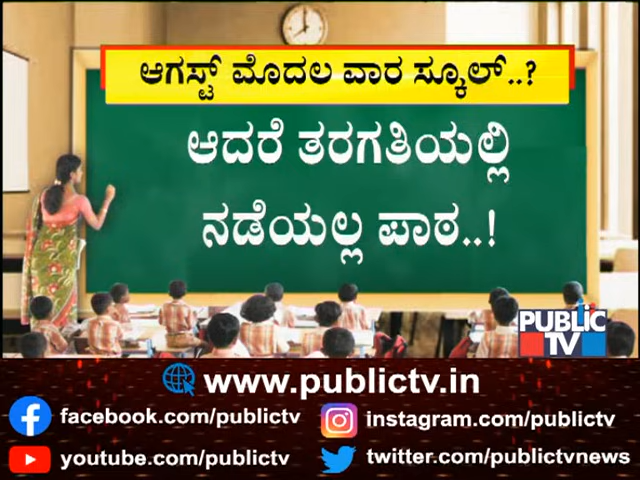 ಆಗಸ್ಟ್ ಮೊದಲ ವಾರ ಸ್ಕೂಲ್..?
ಆದರೆ ತರಗತಿಯಲ್ಲಿ
ನಡೆಯಲ್ಲ ಪಾಠ..!
PUBLIC
TV
www.publictv.in
facebook.com/publictv
instagram.com/publictv
youtube.com/publictv
twitter.com/publictvnews